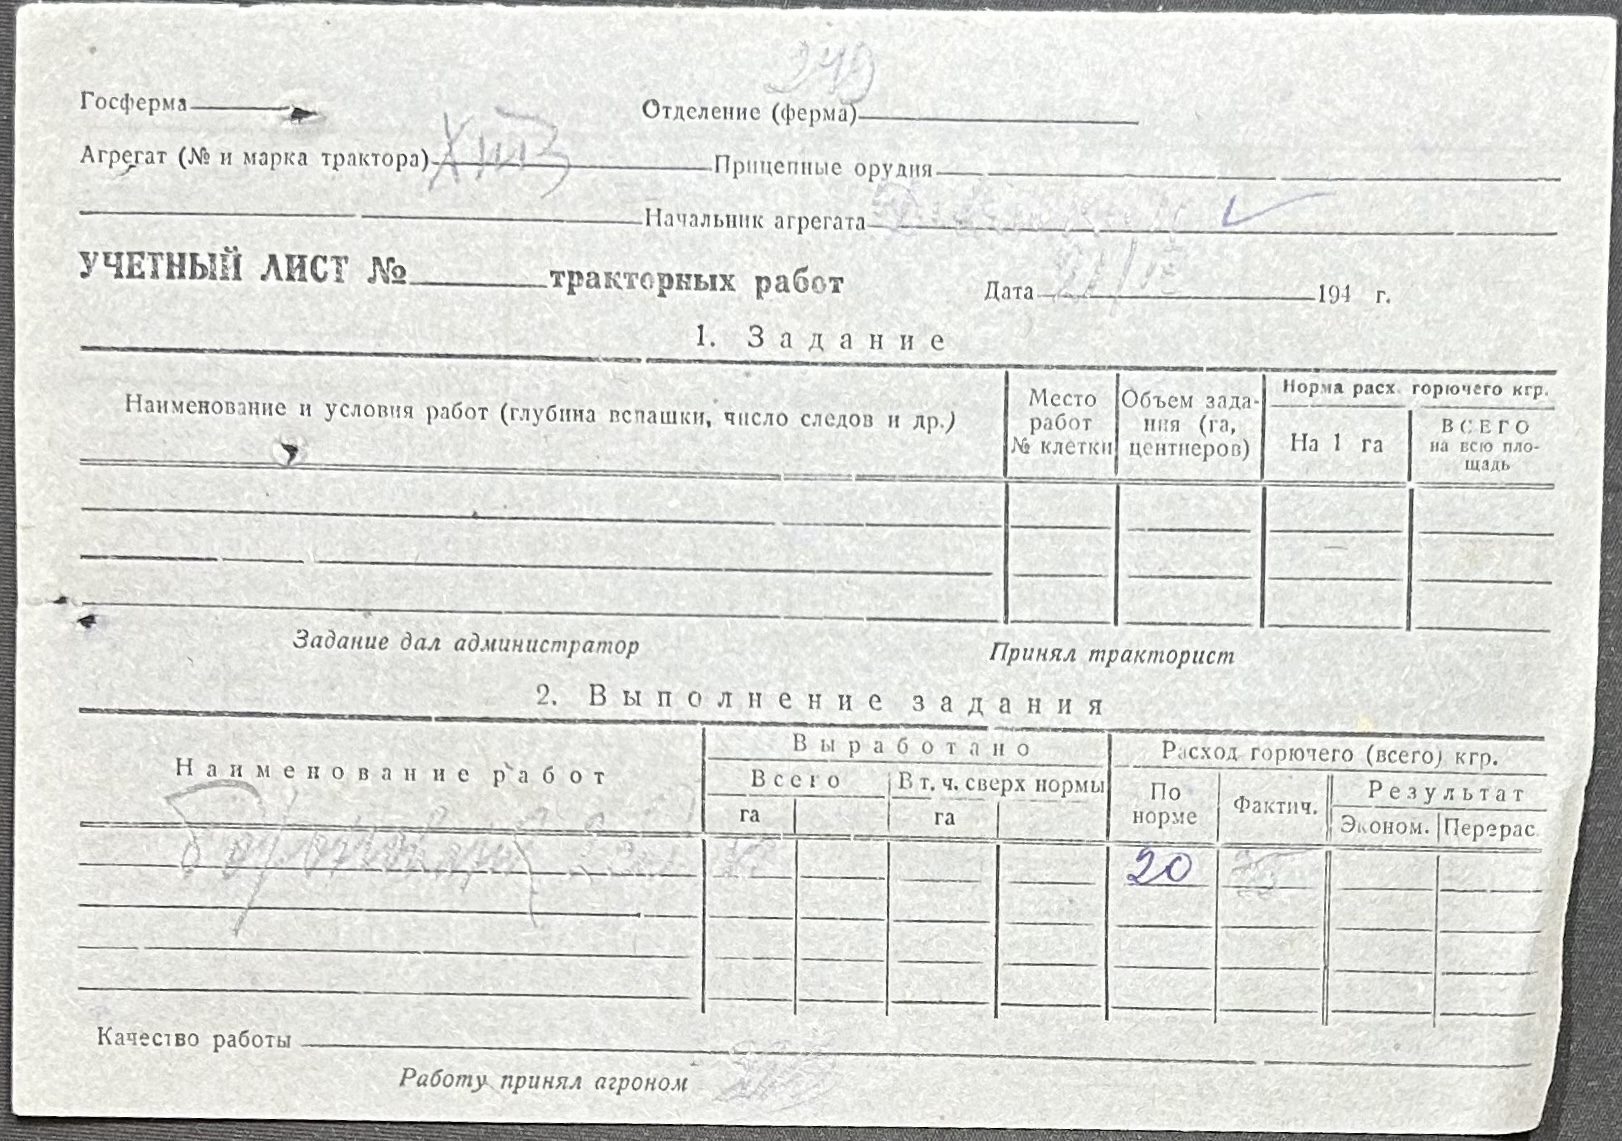 249
Госферма Отделение (ферма)
Агрегат (№ и марка трактора) ХТЗ Прицепные орудия
Начальник агрегата
УЧЕТНЫЙ ЛИСТ № тракторных работ Дата 194 г.
1. Задание
Наименование и условия работ (глубина вспашки, число следов и др.)
Место работ № клетки
Объем задания (га, центнеров)
Норма расх. горючего кгр.
На 1 га
ВСЕГО на всю площадь
Задание дал администратор Принял тракторист
2. Выполнение задания
Наименование работ
Выработано
Всего
га
В т. ч. сверх нормы
га
Расход горючего (всего) кгр.
По норме
Фактич.
Результат
Эконом. Перерас.
20
Качество работы
Работу принял агроном